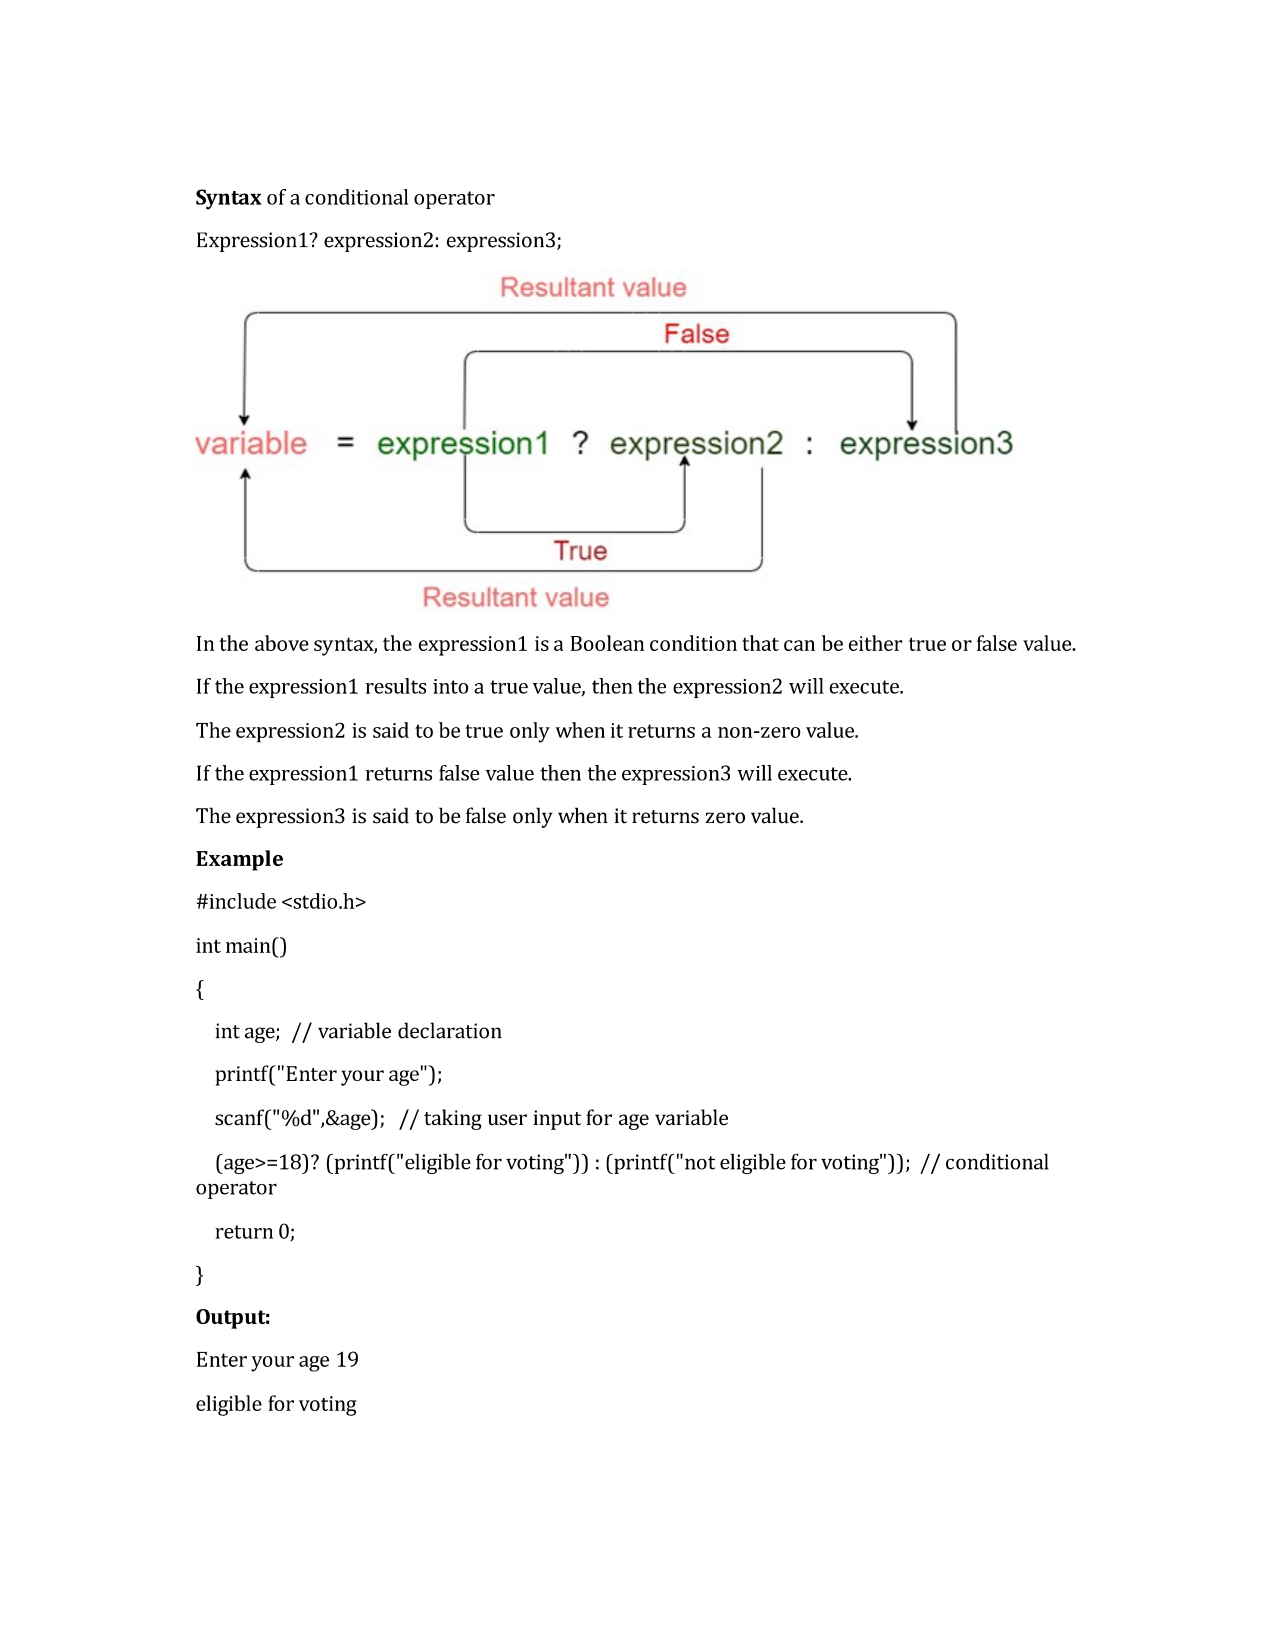 Syntax of a conditional operator
Expression1? expression2: expression3;
Resultant value
False
variable = expression1 ? expression2 : expression3
True
Resultant value
In the above syntax, the expression1 is a Boolean condition that can be either true or false value.
If the expression1 results into a true value, then the expression2 will execute.
The expression2 is said to be true only when it returns a non-zero value.
If the expression1 returns false value then the expression3 will execute.
The expression3 is said to be false only when it returns zero value.
Example
#include <stdio.h>
int main()
{
int age; // variable declaration
printf("Enter your age");
scanf("%d",&age); // taking user input for age variable
(age>=18)? (printf("eligible for voting")) : (printf("not eligible for voting")); // conditional
operator
return 0;
}
Output:
Enter your age 19
eligible for voting